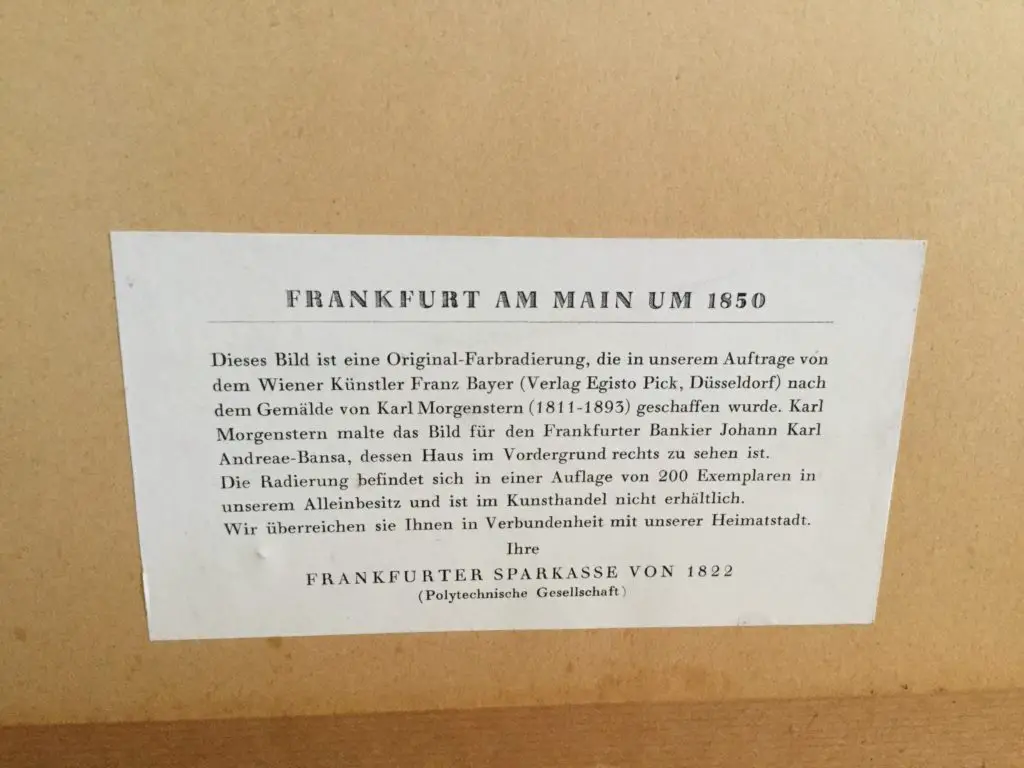 FRANKFURT AM MAIN UM 1850
Dieses Bild ist eine Original-Farbradierung, die in unserem Auftrage von
dem Wiener Künstler Franz Bayer (Verlag Egisto Pick, Düsseldorf) nach
dem Gemälde von Karl Morgenstern (1811-1893) geschaffen wurde. Karl
Morgenstern malte das Bild für den Frankfurter Bankier Johann Karl
Andreae-Bansa, dessen Haus im Vordergrund rechts zu sehen ist.
Die Radierung befindet sich in einer Auflage von 200 Exemplaren in
unserem Alleinbesitz und ist im Kunsthandel nicht erhältlich.
Wir überreichen sie Ihnen in Verbundenheit mit unserer Heimatstadt.
Ihre
FRANKFURTER SPARKASSE VON 1822
(Polytechnische Gesellschaft)